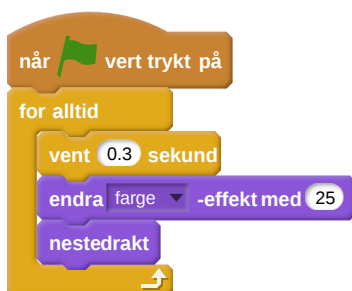 når vert trykt på
for alltid
vent 0.3 sekund
endra farge -effekt med 25
nestedrakt